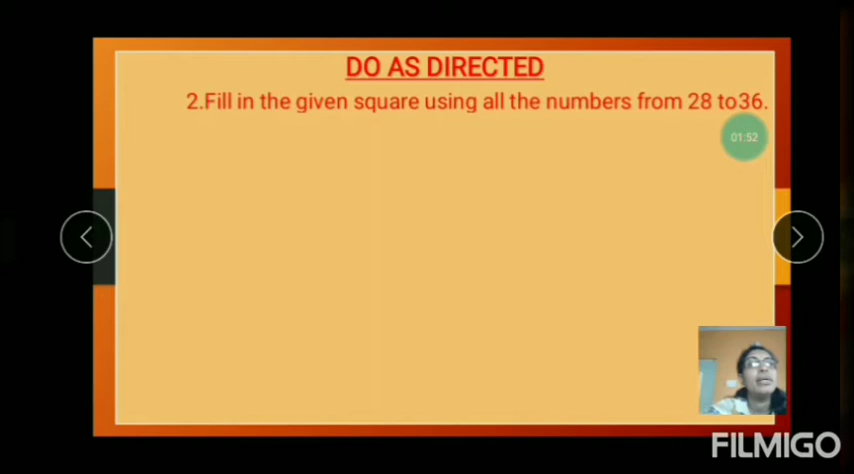 DO AS DIRECTED
2.Fill in the given square using all the numbers from 28 to36.
01:52
FILMIGO